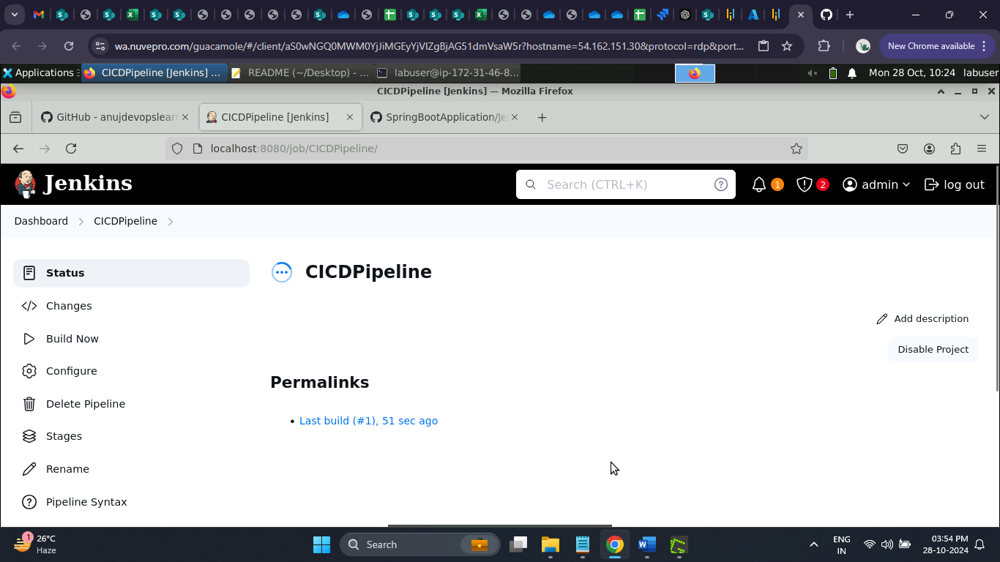 wa.nuvepro.com/guacamole/#/client/aS0wNGQ0MWM0YjJiMGEyYjVlZgBjAG51dmVsaW5r?hostname=54.162.151.30&protocol=rdp&port...
New Chrome available
Applications
CICDPipeline [Jenkins] ...
README (~/Desktop) - ...
labuser@ip-172-31-46-8...
Mon 28 Oct, 10:24 labuser
CICDPipeline [Jenkins] — Mozilla Firefox
GitHub - anujdevopslearn
CICDPipeline [Jenkins]
SpringBootApplication/Je
localhost:8080/job/CICDPipeline/
Jenkins
Search (CTRL+K)
?
1
2
admin
log out
Dashboard
CICDPipeline
Status
Changes
Build Now
Configure
Delete Pipeline
Stages
Rename
Pipeline Syntax
CICDPipeline
Add description
Disable Project
Permalinks
• Last build (#1), 51 sec ago
1
26°C
Haze
Search
ENG
IN
03:54 PM
28-10-2024